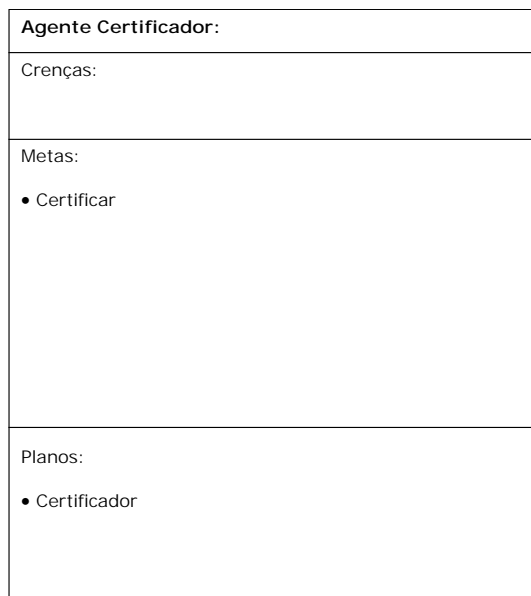 Agente Certificador:
Crenças:
Metas:
• Certificar
Planos:
• Certificador